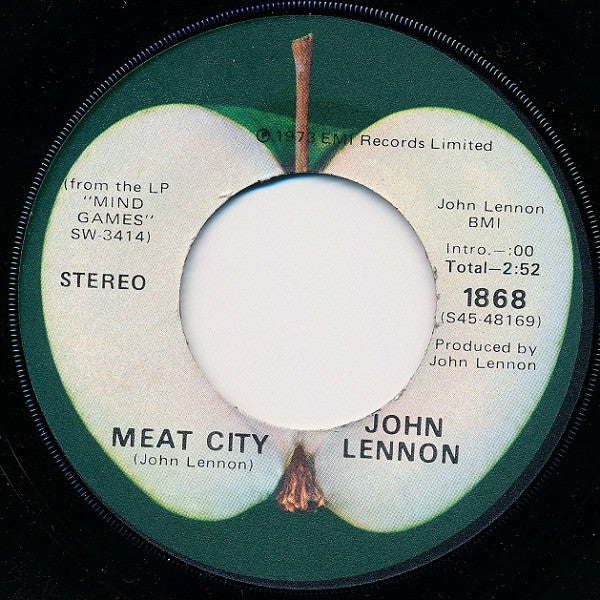 ℗ 1973 EMI Records Limited
(from the LP
"MIND
GAMES"
SW-3414)
STEREO
John Lennon
BMI
Intro.–:00
Total–2:52
1868
(S45-48169)
Produced by
John Lennon
MEAT CITY
(John Lennon)
JOHN
LENNON